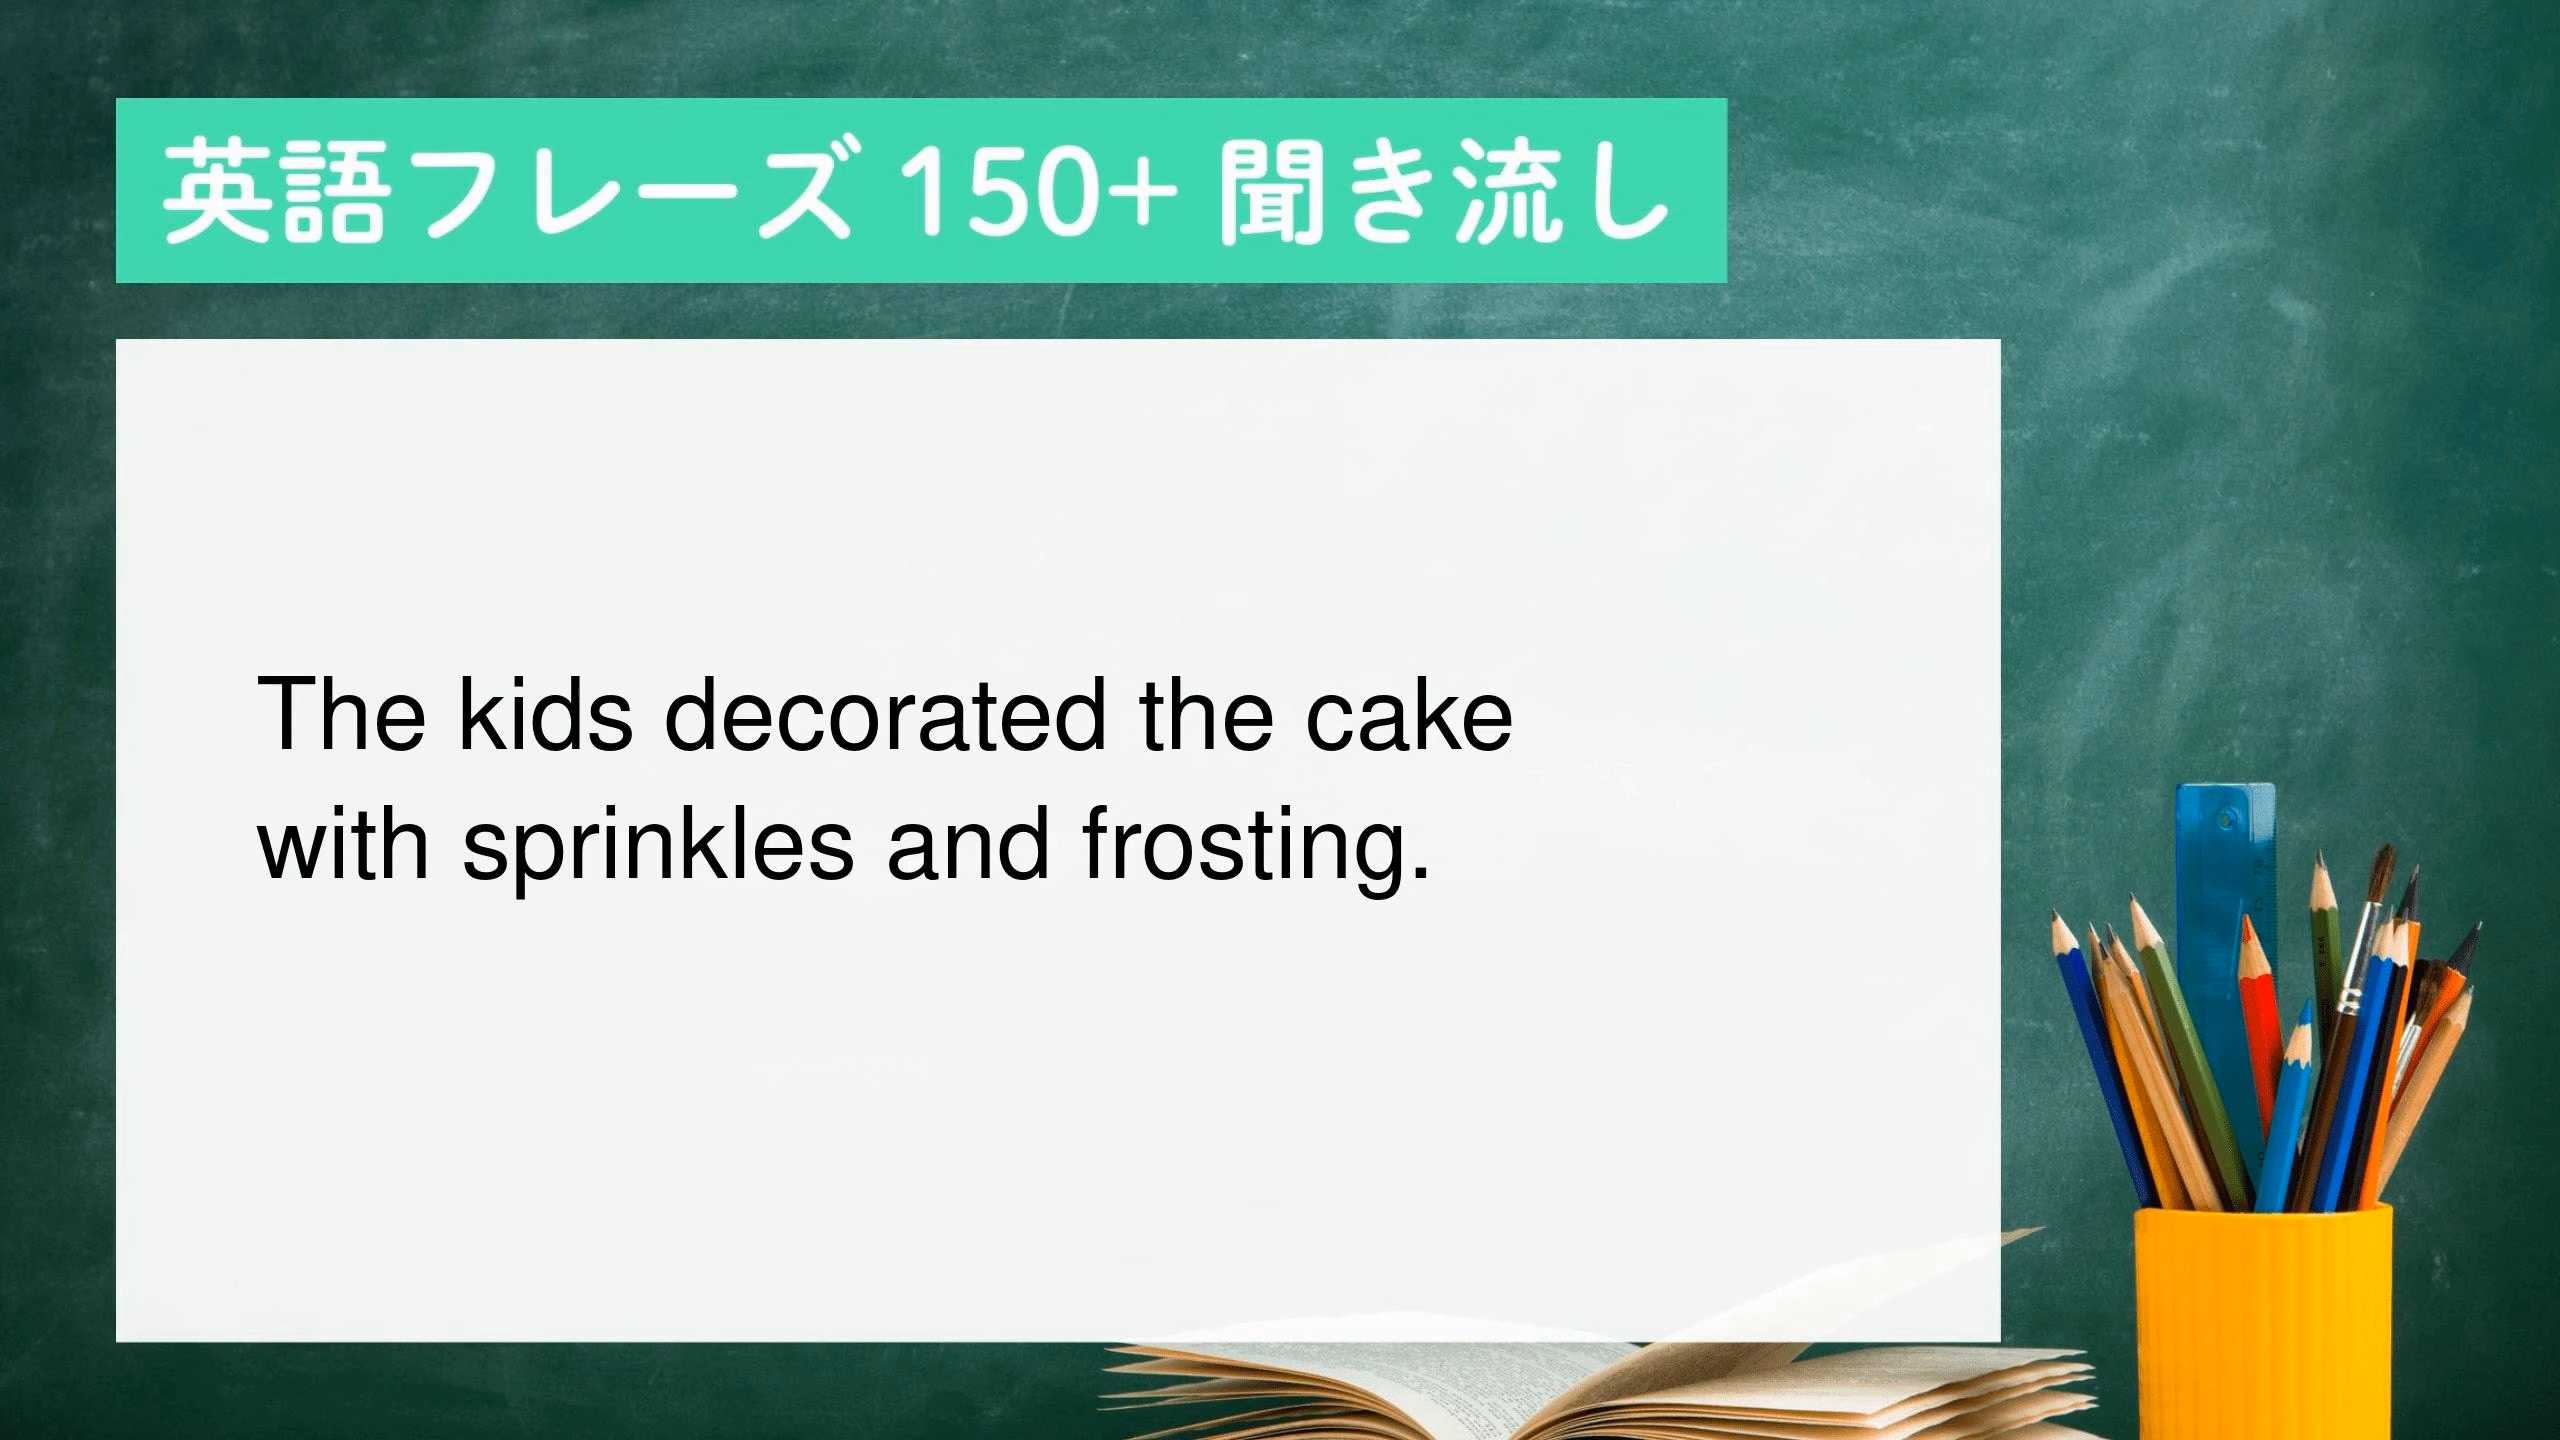 英語フレーズ 150+ 聞き流し
The kids decorated the cake
with sprinkles and frosting.